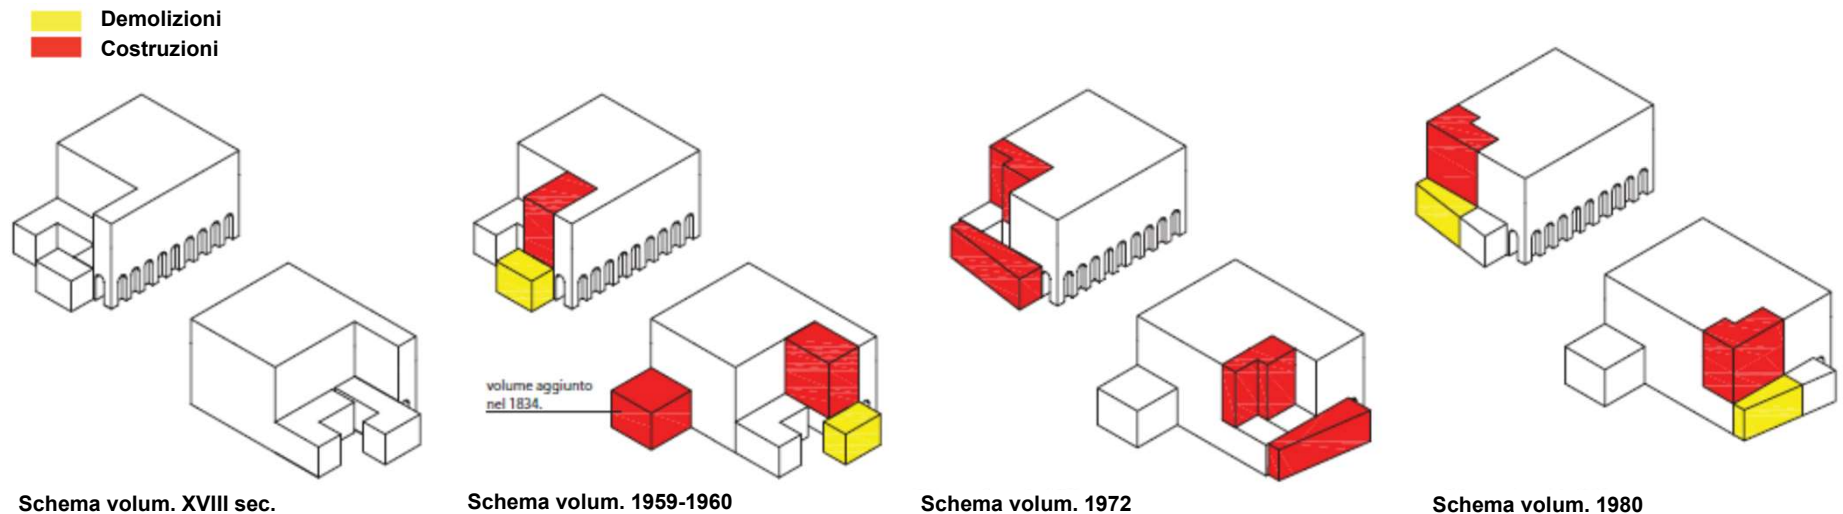 Demolizioni
Costruzioni
volume aggiunto
nel 1834.
Schema volum. XVIII sec.
Schema volum. 1959-1960
Schema volum. 1972
Schema volum. 1980